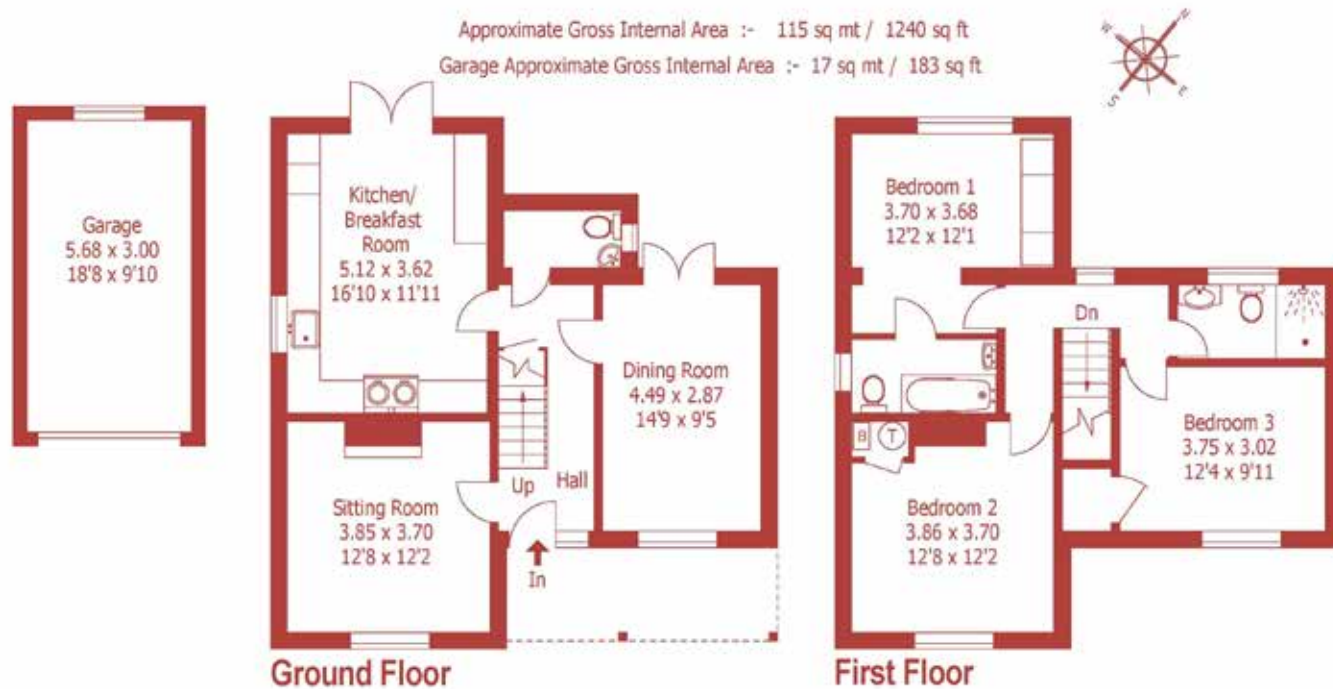 Approximate Gross Internal Area :- 115 sq mt / 1240 sq ft
Garage Approximate Gross Internal Area :- 17 sq mt / 183 sq ft
N
W
S
E
Garage
5.68 x 3.00
18'8 x 9'10
Kitchen/
Breakfast
Room
5.12 x 3.62
16'10 x 11'11
Dining Room
4.49 x 2.87
14'9 x 9'5
Sitting Room
3.85 x 3.70
12'8 x 12'2
Up
Hall
In
Ground Floor
Bedroom 1
3.70 x 3.68
12'2 x 12'1
Dn
B
T
Bedroom 2
3.86 x 3.70
12'8 x 12'2
Bedroom 3
3.75 x 3.02
12'4 x 9'11
First Floor